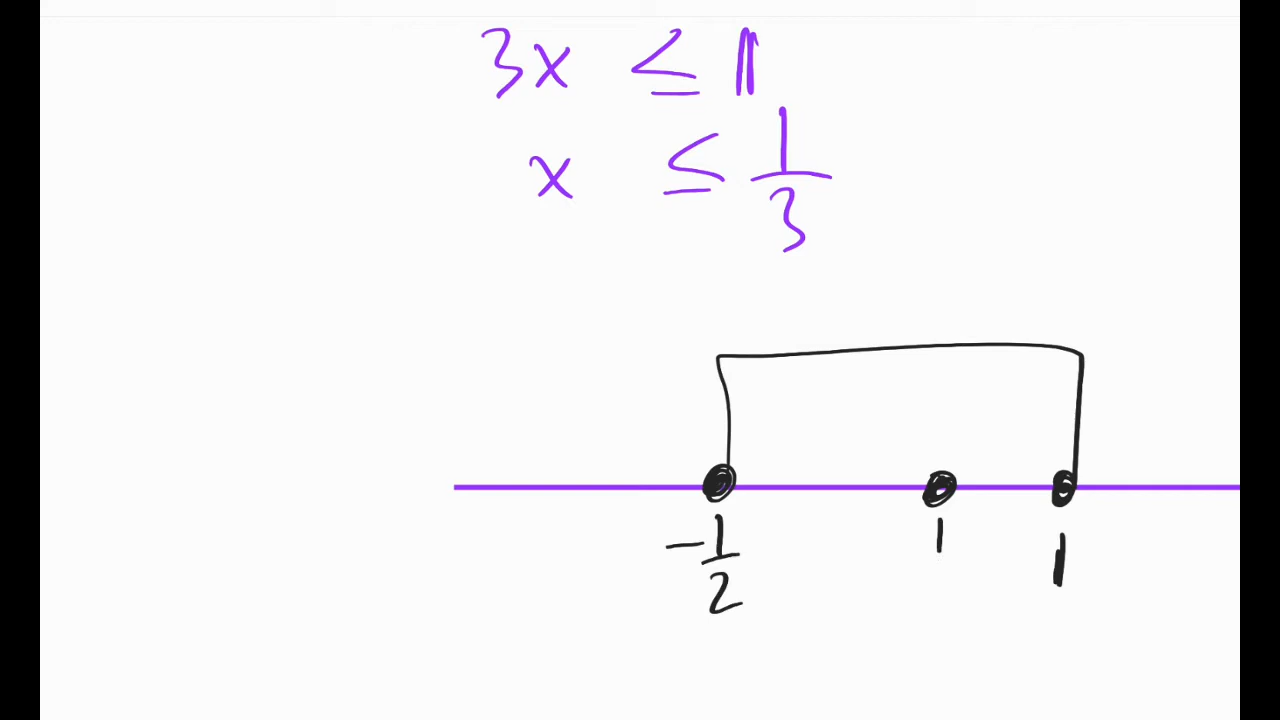 3x ≤ 1
x ≤ 1/3
-1/2 1 1